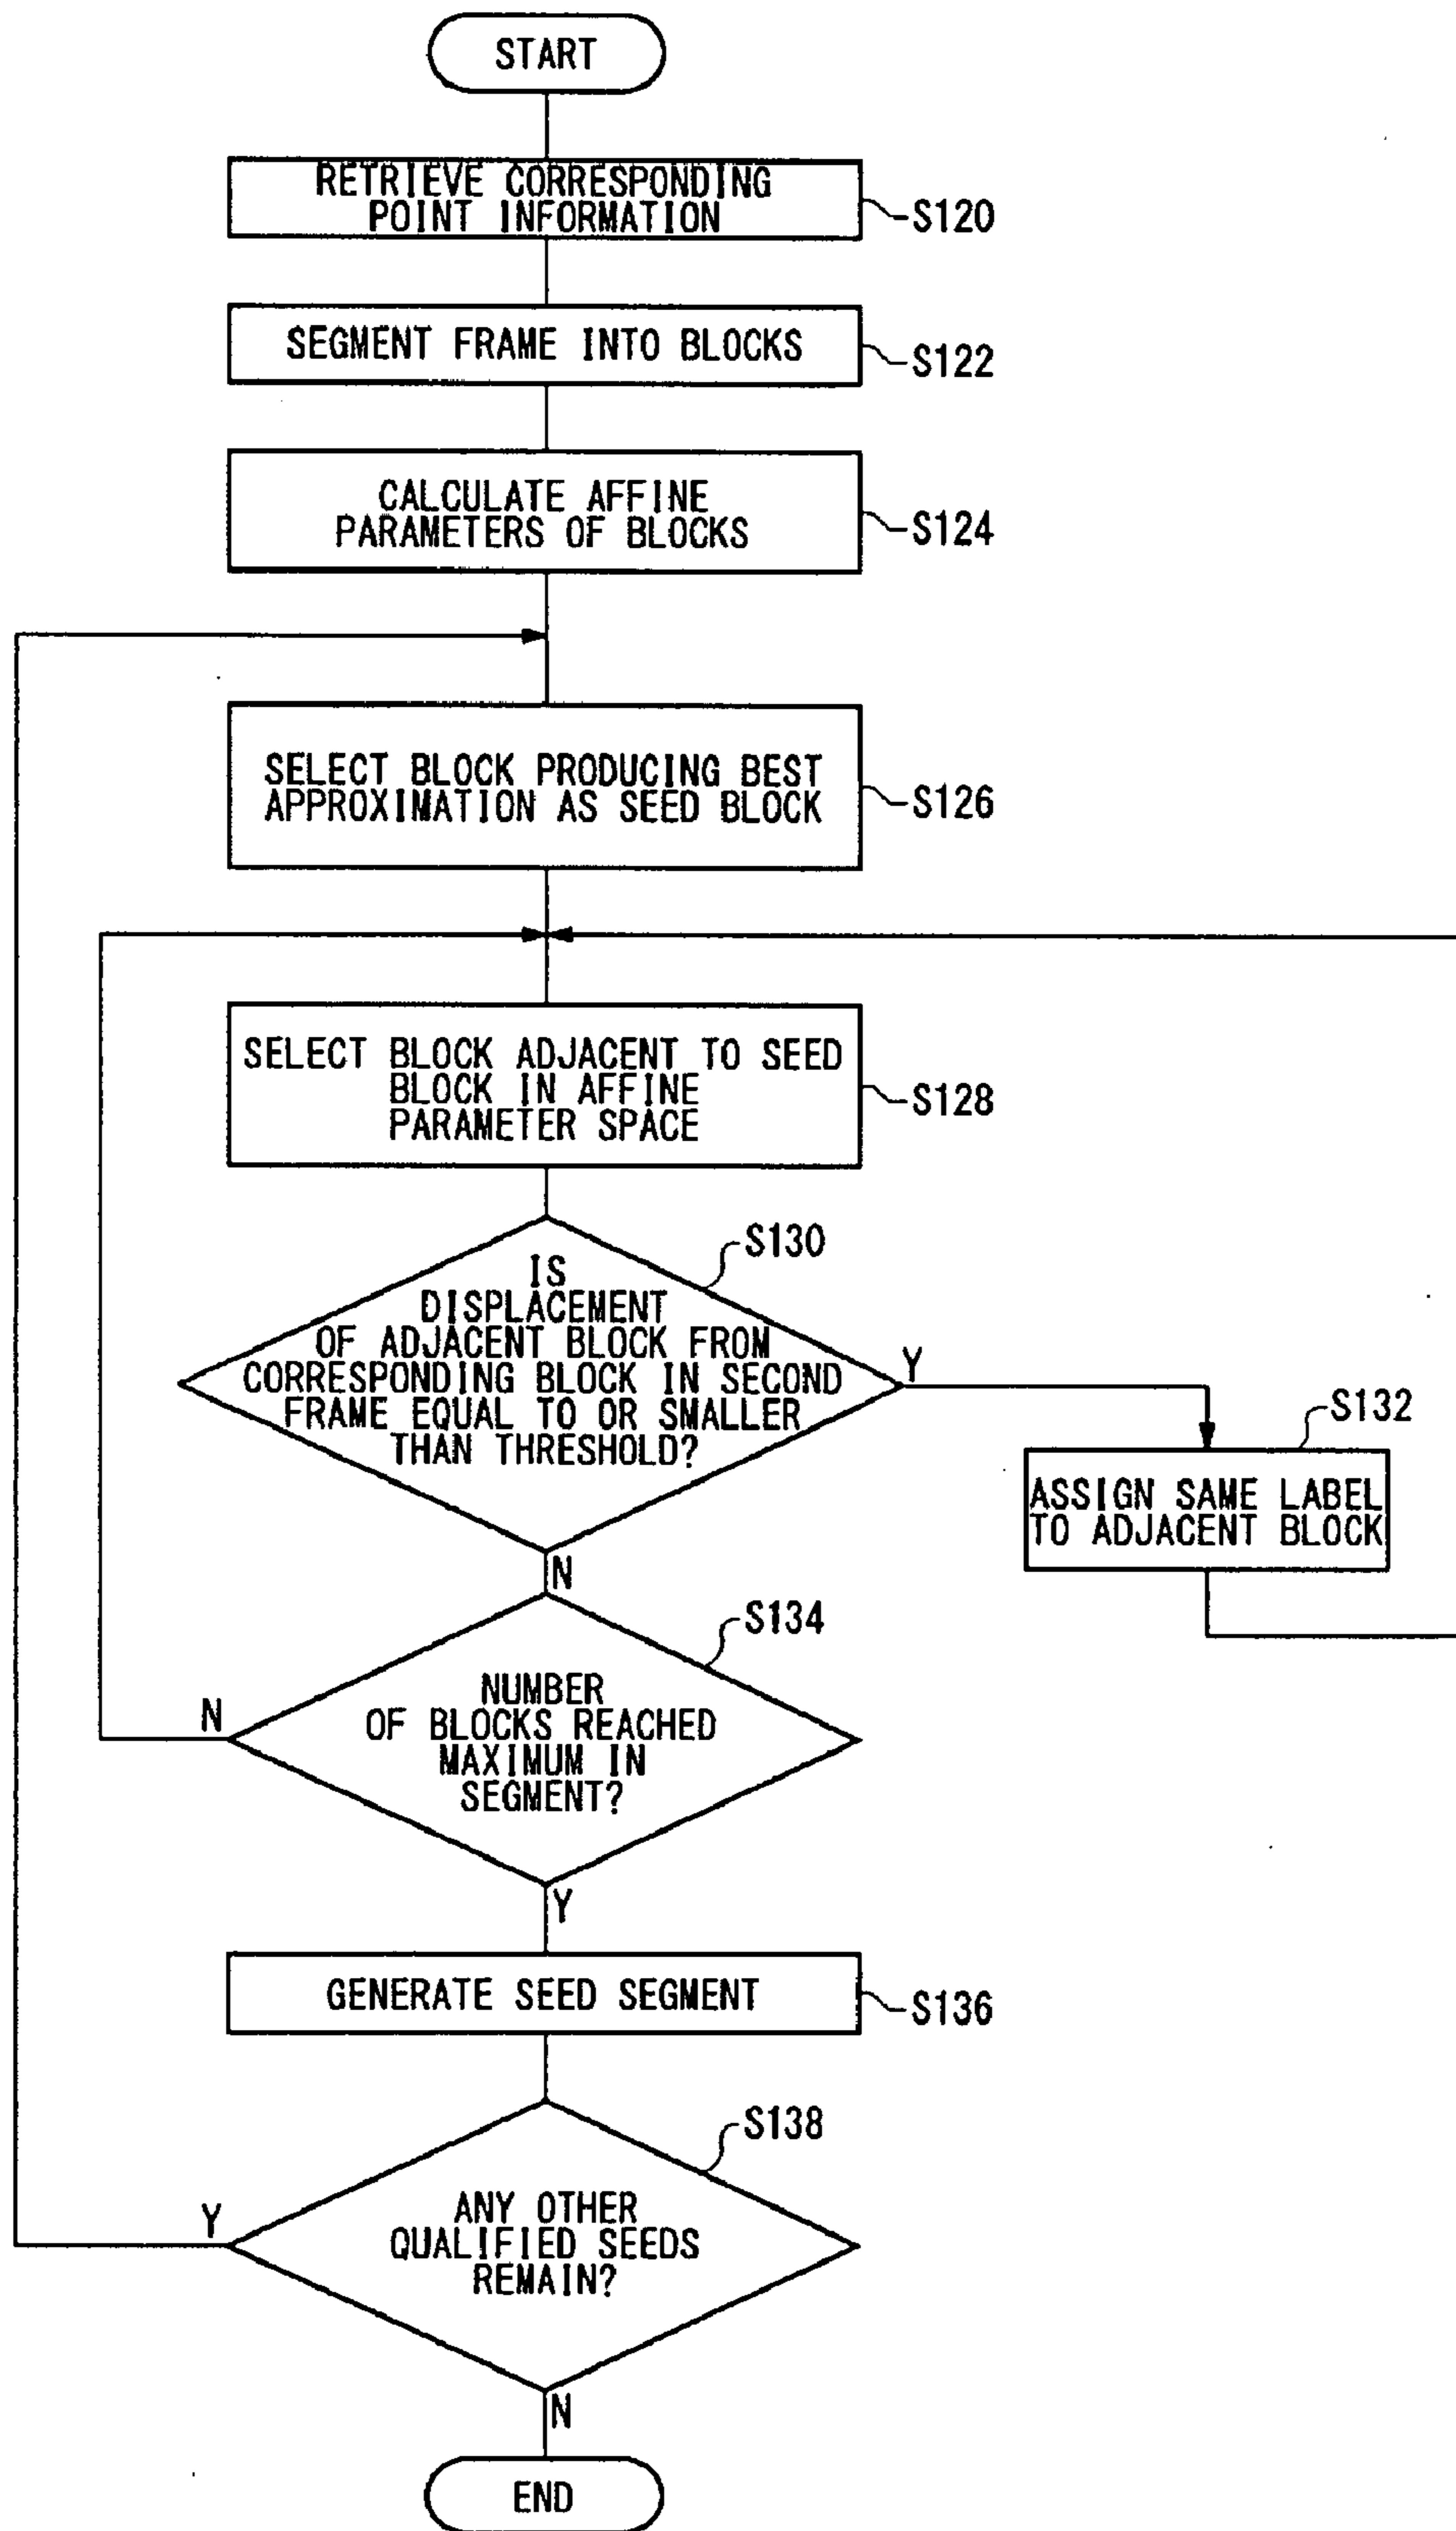 START
RETRIEVE CORRESPONDING
POINT INFORMATION
S120
SEGMENT FRAME INTO BLOCKS
S122
CALCULATE AFFINE
PARAMETERS OF BLOCKS
S124
SELECT BLOCK PRODUCING BEST
APPROXIMATION AS SEED BLOCK
S126
SELECT BLOCK ADJACENT TO SEED
BLOCK IN AFFINE
PARAMETER SPACE
S128
S130
IS
DISPLACEMENT
OF ADJACENT BLOCK FROM
CORRESPONDING BLOCK IN SECOND
FRAME EQUAL TO OR SMALLER
THAN THRESHOLD?
Y
S132
ASSIGN SAME LABEL
TO ADJACENT BLOCK
N
S134
NUMBER
OF BLOCKS REACHED
MAXIMUM IN
SEGMENT?
N
Y
GENERATE SEED SEGMENT
S136
S138
ANY OTHER
QUALIFIED SEEDS
REMAIN?
Y
N
END